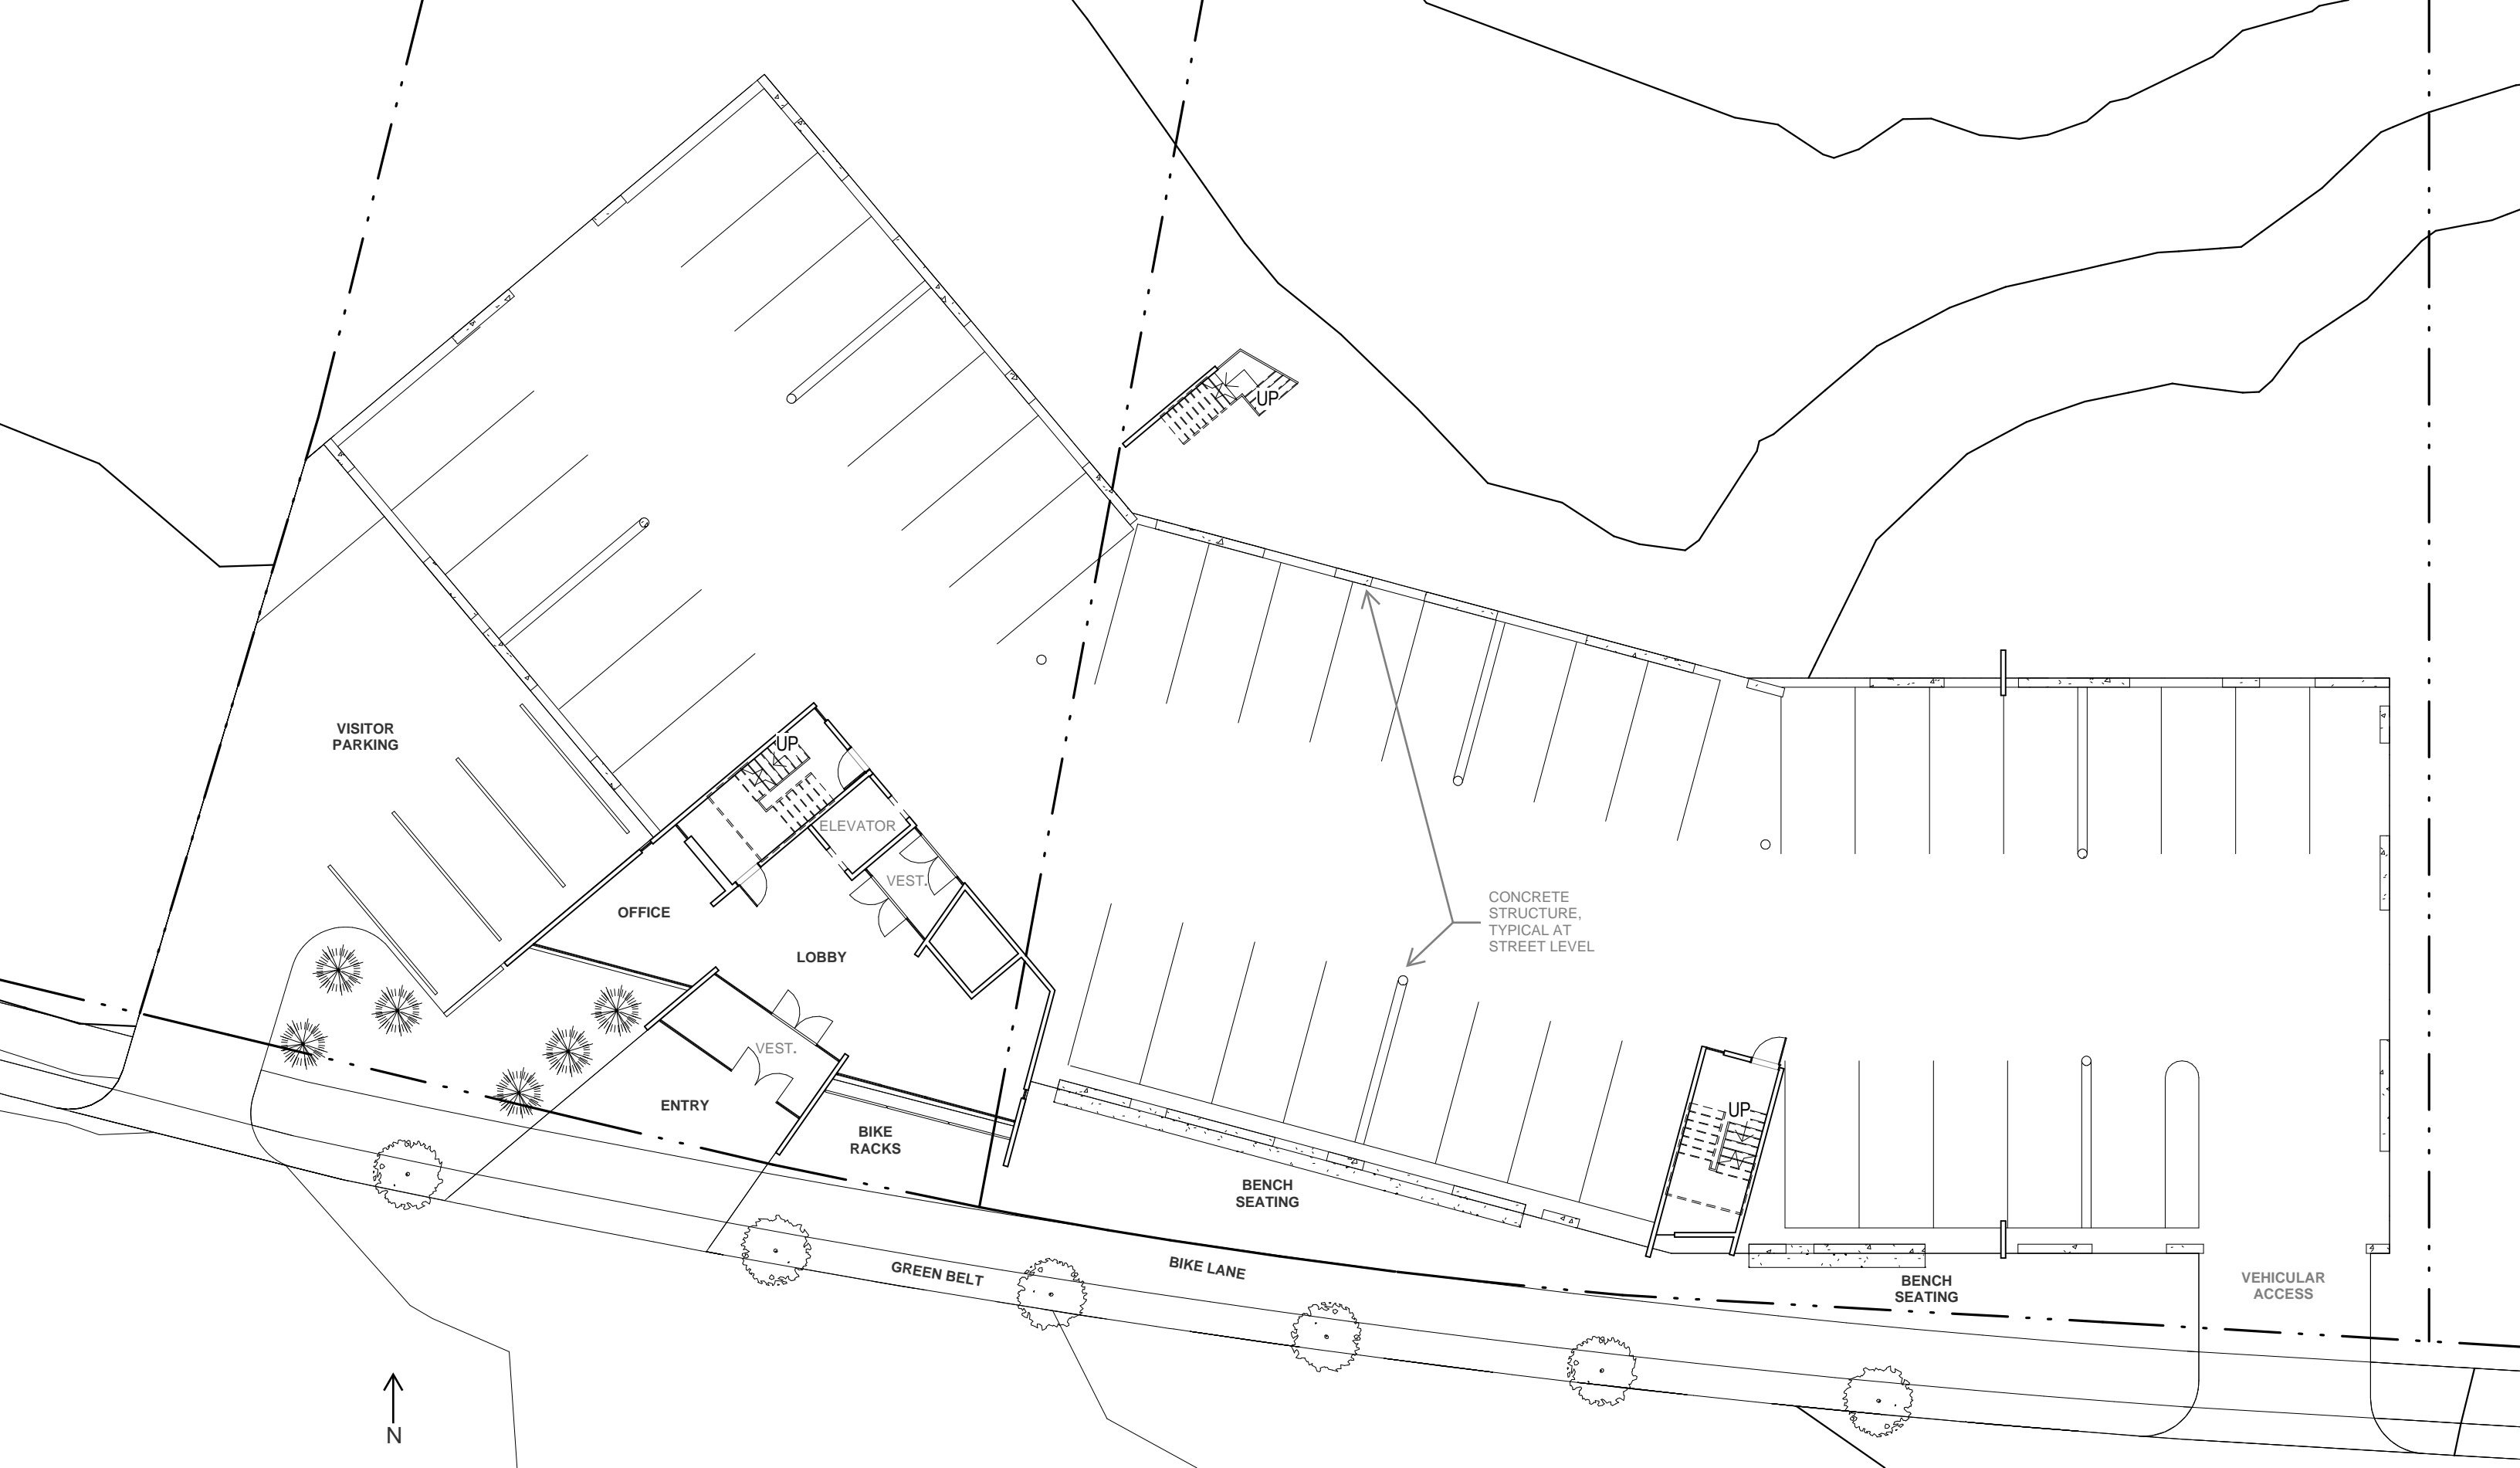 UP
VISITOR
PARKING
UP
ELEVATOR
VEST.
OFFICE
LOBBY
CONCRETE
STRUCTURE,
TYPICAL AT
STREET LEVEL
VEST.
ENTRY
BIKE
RACKS
UP
BENCH
SEATING
GREEN BELT
BIKE LANE
BENCH
SEATING
VEHICULAR
ACCESS
N